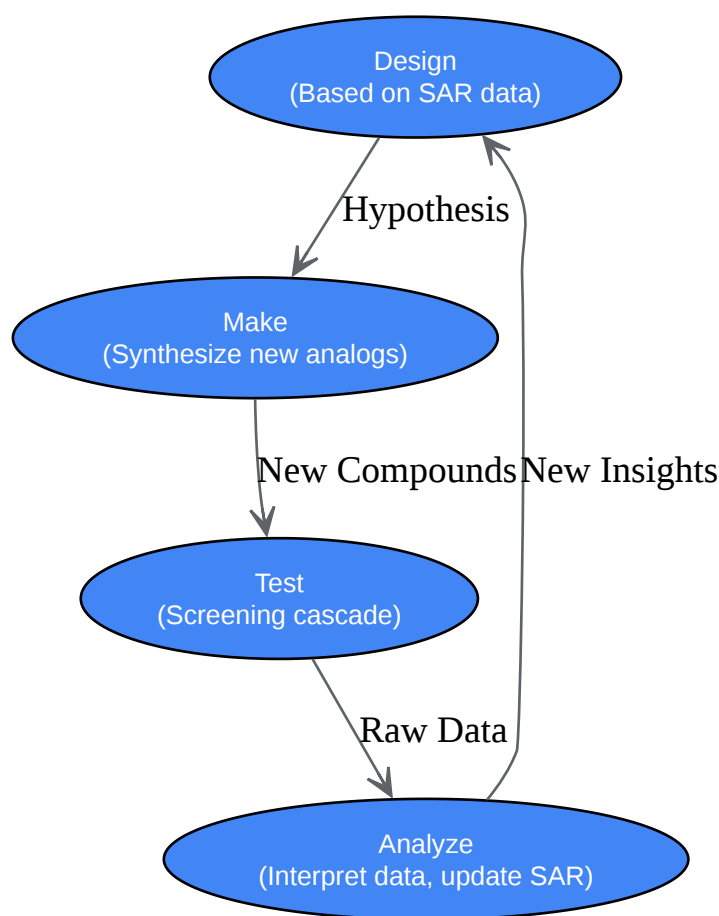 Design
(Based on SAR data)
Hypothesis
Make
(Synthesize new analogs)
New Compounds
New Insights
Test
(Screening cascade)
Raw Data
Analyze
(Interpret data, update SAR)